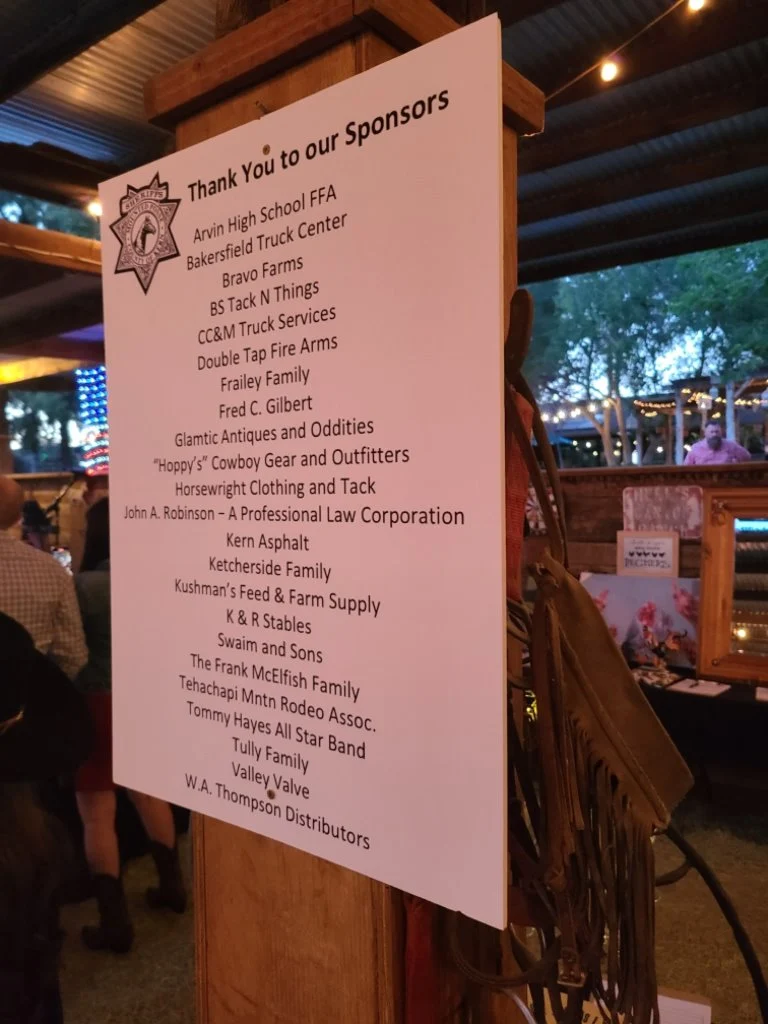 Thank You to our Sponsors
SHERIFFS
Arvin High School FFA
Bakersfield Truck Center
Bravo Farms
BS Tack N Things
CC&M Truck Services
Double Tap Fire Arms
Frailey Family
Fred C. Gilbert
Glamtic Antiques and Oddities
“Hoppy’s” Cowboy Gear and Outfitters
Horsewright Clothing and Tack
John A. Robinson – A Professional Law Corporation
Kern Asphalt
Ketcherside Family
Kushman’s Feed & Farm Supply
K & R Stables
Swaim and Sons
The Frank McElfish Family
Tehachapi Mntn Rodeo Assoc.
Tommy Hayes All Star Band
Tully Family
Valley Valve
W.A. Thompson Distributors